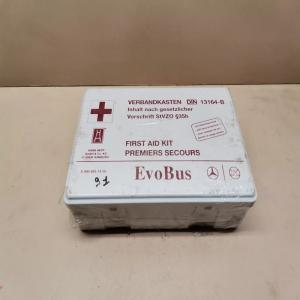 VERBANDKASTEN DIN 13164-B
Inhalt nach gesetzlicher
Vorschrift StVZO §35h
FIRST AID KIT
PREMIERS SECOURS
EvoBus
91